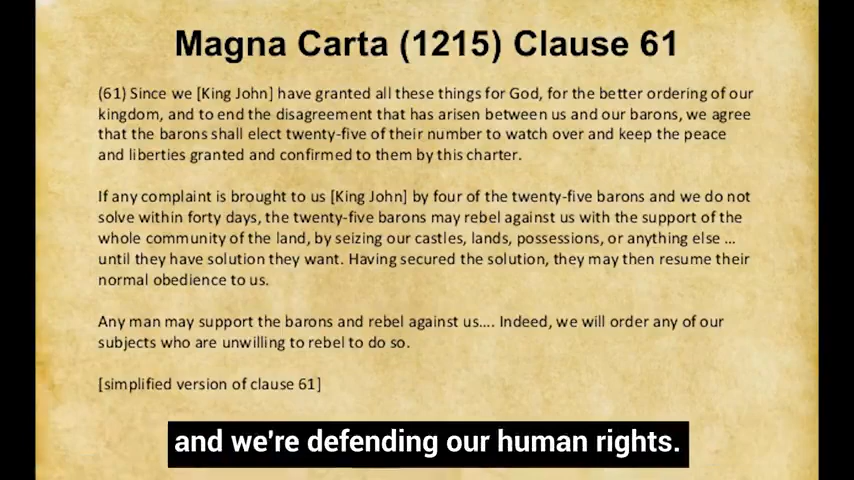 Magna Carta (1215) Clause 61
(61) Since we [King John] have granted all these things for God, for the better ordering of our
kingdom, and to end the disagreement that has arisen between us and our barons, we agree
that the barons shall elect twenty-five of their number to watch over and keep the peace
and liberties granted and confirmed to them by this charter.
If any complaint is brought to us [King John] by four of the twenty-five barons and we do not
solve within forty days, the twenty-five barons may rebel against us with the support of the
whole community of the land, by seizing our castles, lands, possessions, or anything else ...
until they have solution they want. Having secured the solution, they may then resume their
normal obedience to us.
Any man may support the barons and rebel against us.... Indeed, we will order any of our
subjects who are unwilling to rebel to do so.
[simplified version of clause 61]
and we're defending our human rights.